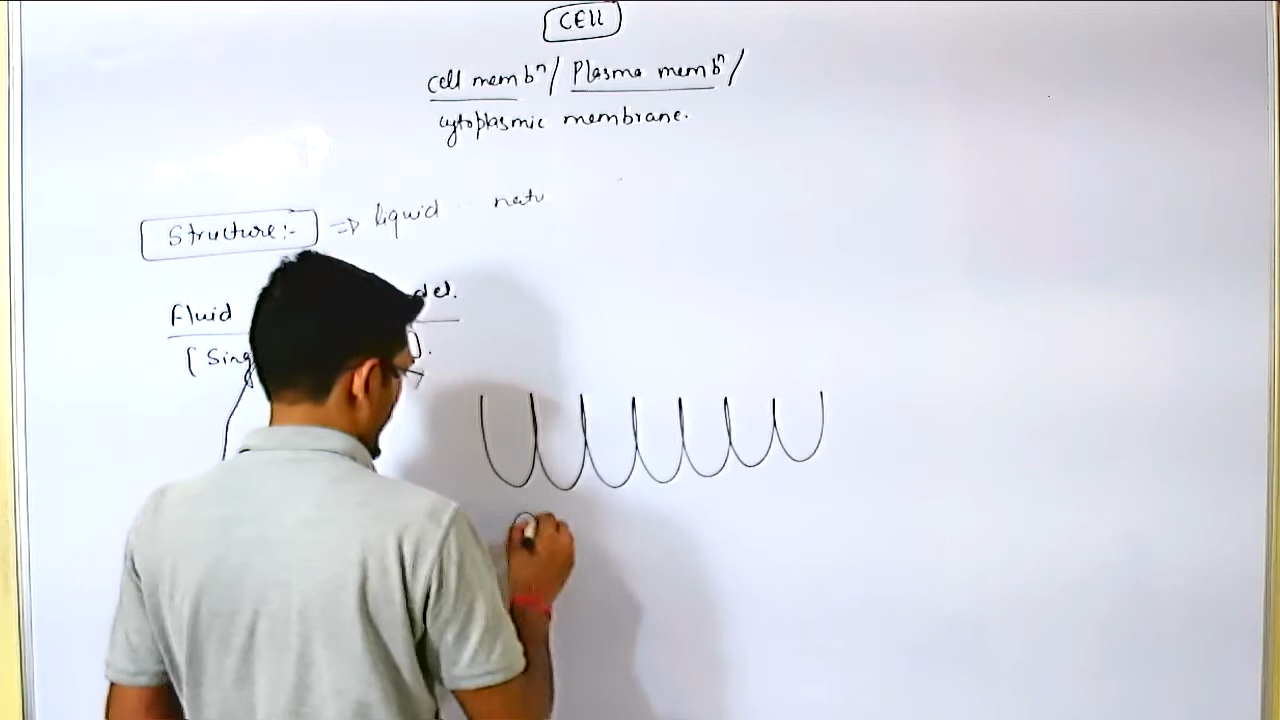 CELL
Cell membⁿ/ Plasma membⁿ/
cytoplasmic membrane.
Structure:- ⇒ liquid natu
fluid
[ Sing ].